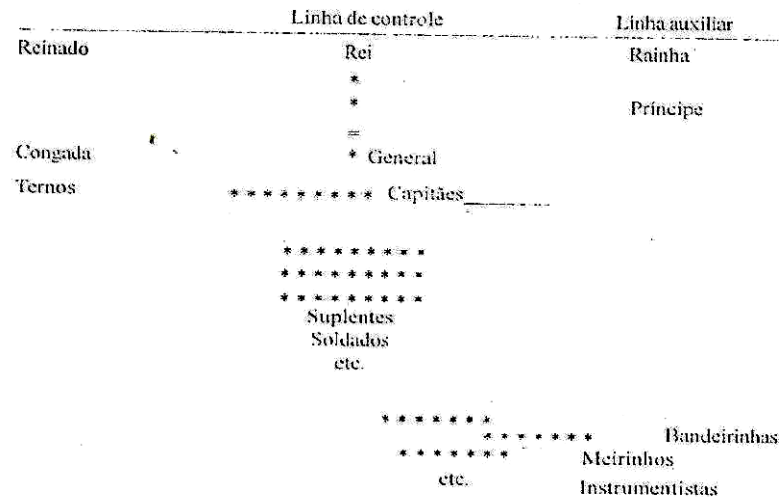 Linha de controle Linha auxiliar
Reinado Rei Rainha
*
* Príncipe
=
Congada * General
Ternos * * * * * * * * * Capitães
* * * * * * * * *
* * * * * * * * *
* * * * * * * * *
Suplentes
Soldados
etc.
* * * * * * *
* * * * * * * Bandeirinhas
* * * * * * * Meirinhos
etc. Instrumentistas